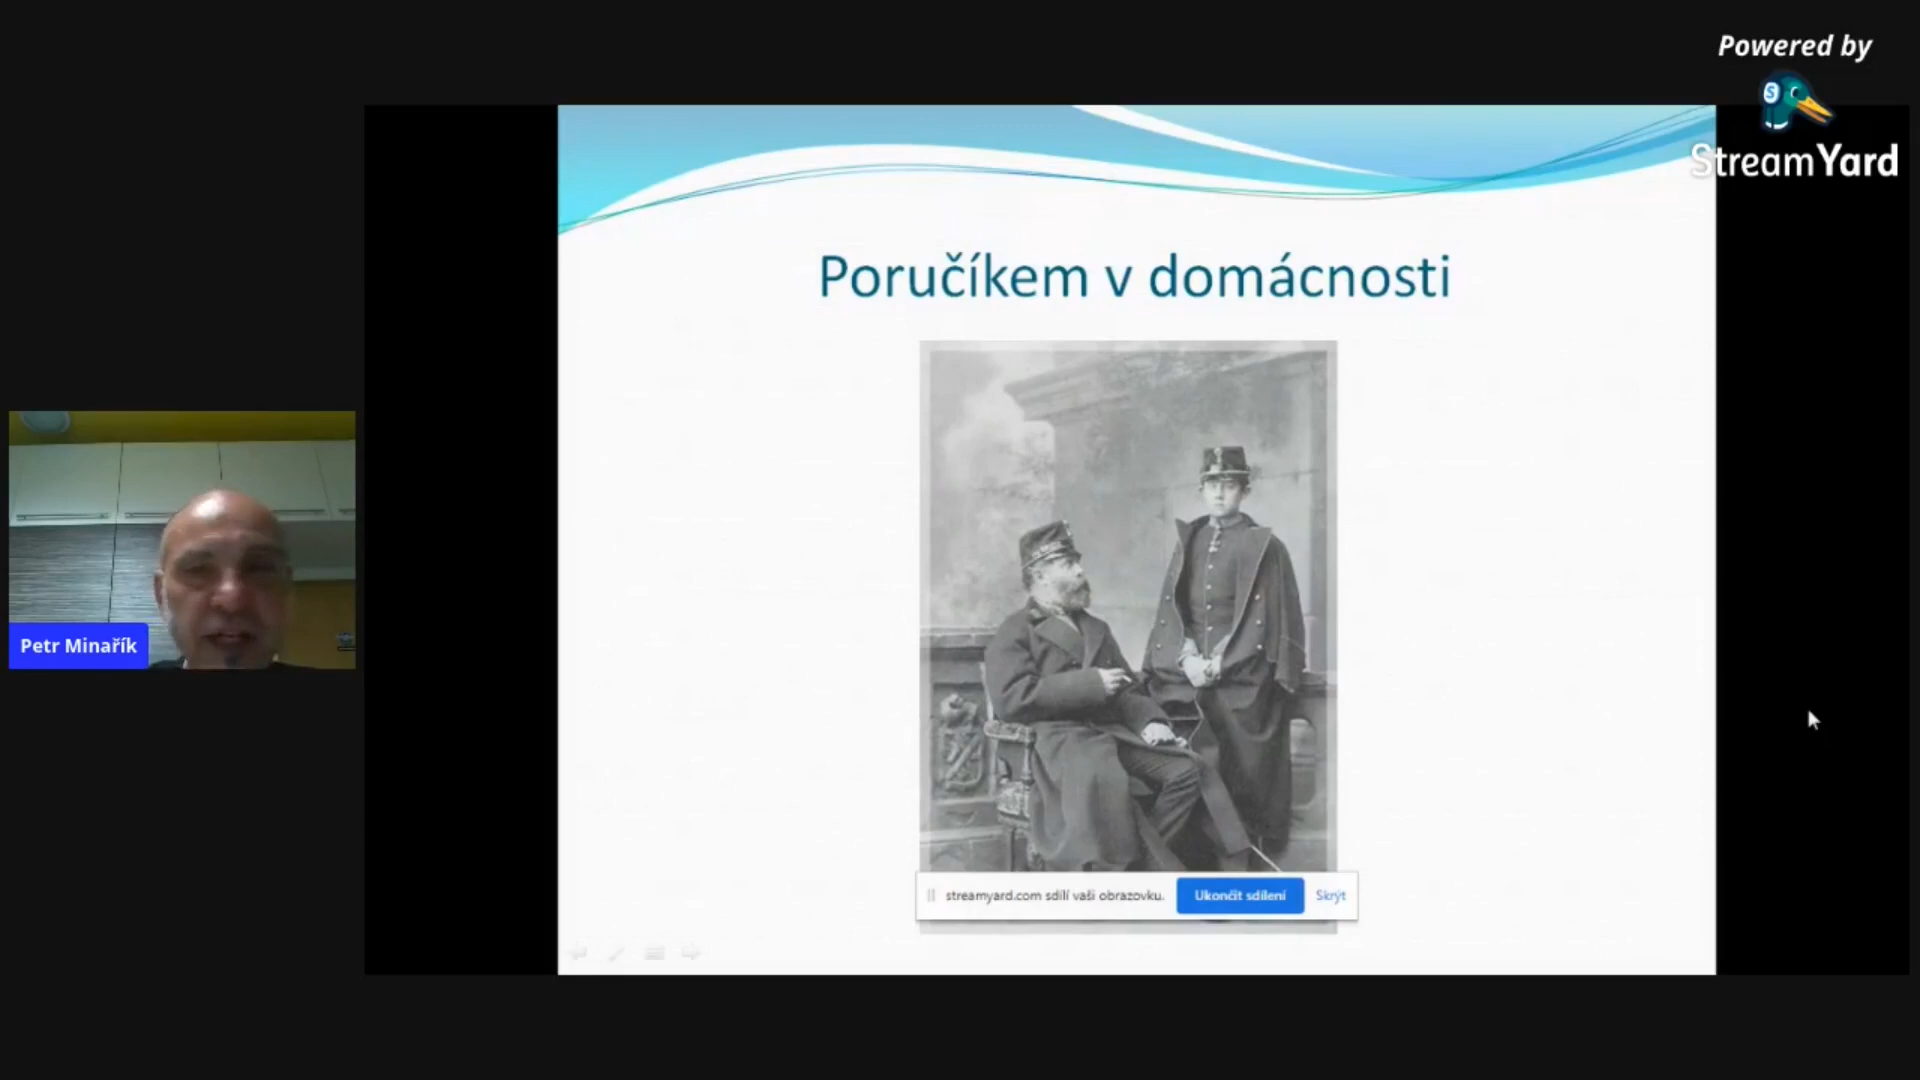 Powered by
StreamYard
Poručíkem v domácnosti
Petr Minařík
streamyard.com sdílí vaši obrazovku.
Ukončit sdílení
Skrýt